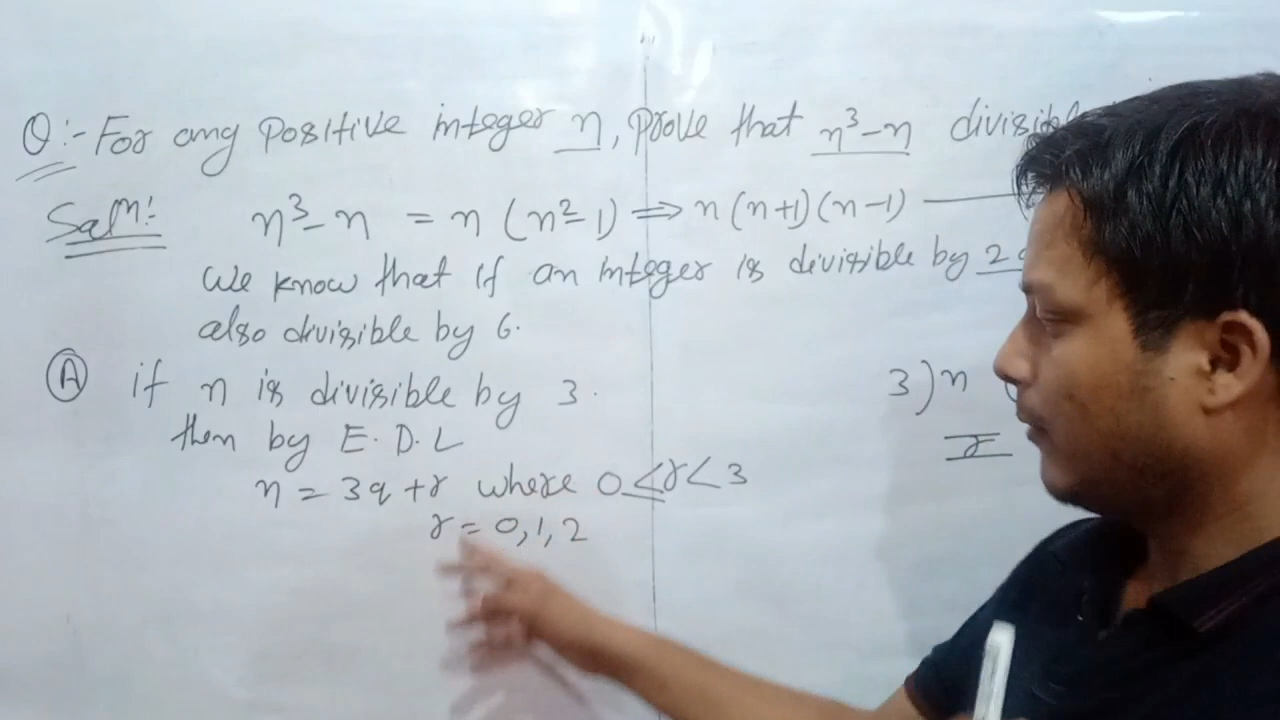 Q:- For any positive integer n, prove that n³-n divisible
Solⁿ: n³-n = n(n²-1) ⇒ n(n+1)(n-1)
We know that if an integer is divisible by 2
also divisible by 6.
Ⓐ if n is divisible by 3.
3)n
then by E.D.L
r
n = 3q+r where 0≤r<3
r = 0,1,2